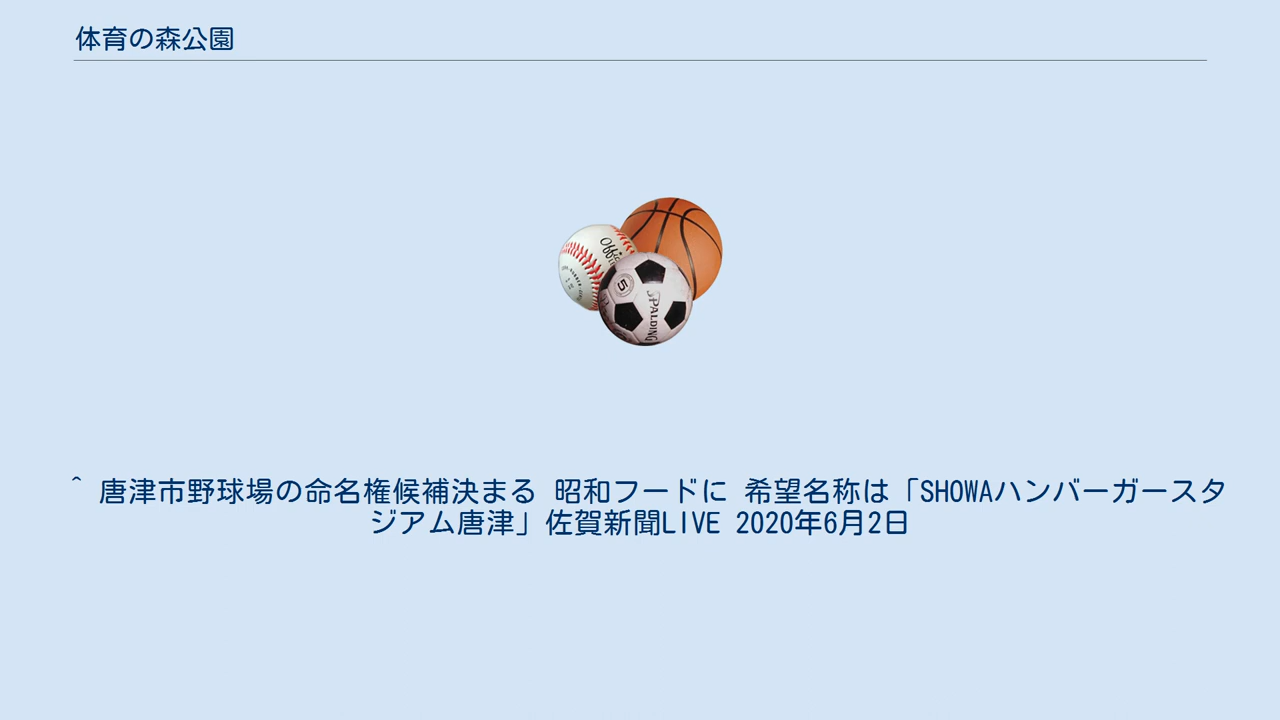 体育の森公園
Offic
5
SPALDING
^ 唐津市野球場の命名権候補決まる 昭和フードに 希望名称は「SHOWAハンバーガースタ
ジアム唐津」佐賀新聞LIVE 2020年6月2日